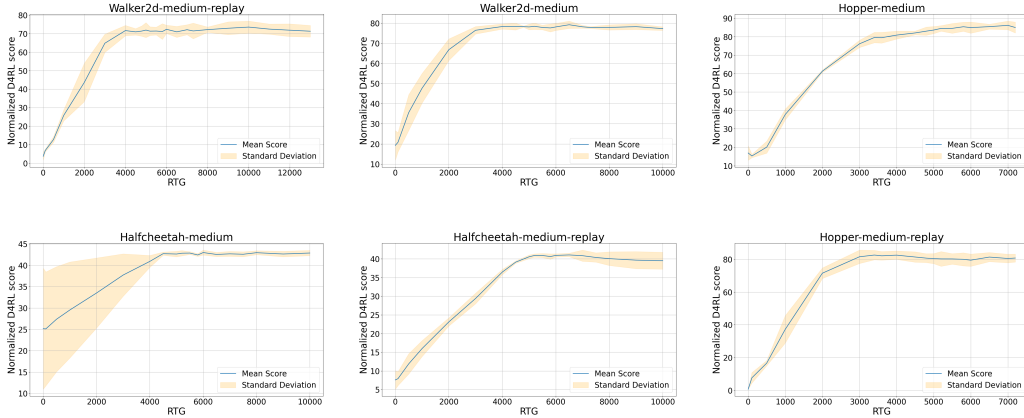 Walker2d-medium-replay
Normalized D4RL score
80
70
60
50
40
30
20
10
0
0 2000 4000 6000 8000 10000 12000
RTG
Mean Score
Standard Deviation
Walker2d-medium
Normalized D4RL score
80
70
60
50
40
30
20
10
0 2000 4000 6000 8000 10000
RTG
Mean Score
Standard Deviation
Hopper-medium
Normalized D4RL score
90
80
70
60
50
40
30
20
10
0 1000 2000 3000 4000 5000 6000 7000
RTG
Mean Score
Standard Deviation
Halfcheetah-medium
Normalized D4RL score
45
40
35
30
25
20
15
10
0 2000 4000 6000 8000 10000
RTG
Mean Score
Standard Deviation
Halfcheetah-medium-replay
Normalized D4RL score
40
35
30
25
20
15
10
5
0 2000 4000 6000 8000 10000
RTG
Mean Score
Standard Deviation
Hopper-medium-replay
Normalized D4RL score
80
60
40
20
0
0 1000 2000 3000 4000 5000 6000 7000
RTG
Mean Score
Standard Deviation